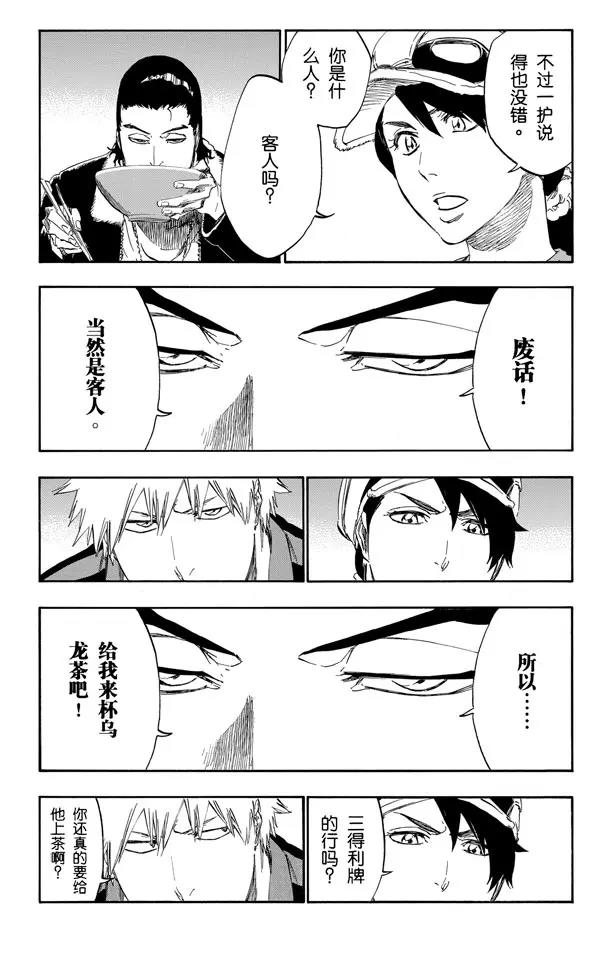 不过一护说
得也没错。
你是什
么人?
客人吗?
废话!
当然是客人。
所以……
给我来杯乌
龙茶吧!
三得利牌
的行吗?
你还真的要给
他上茶啊?